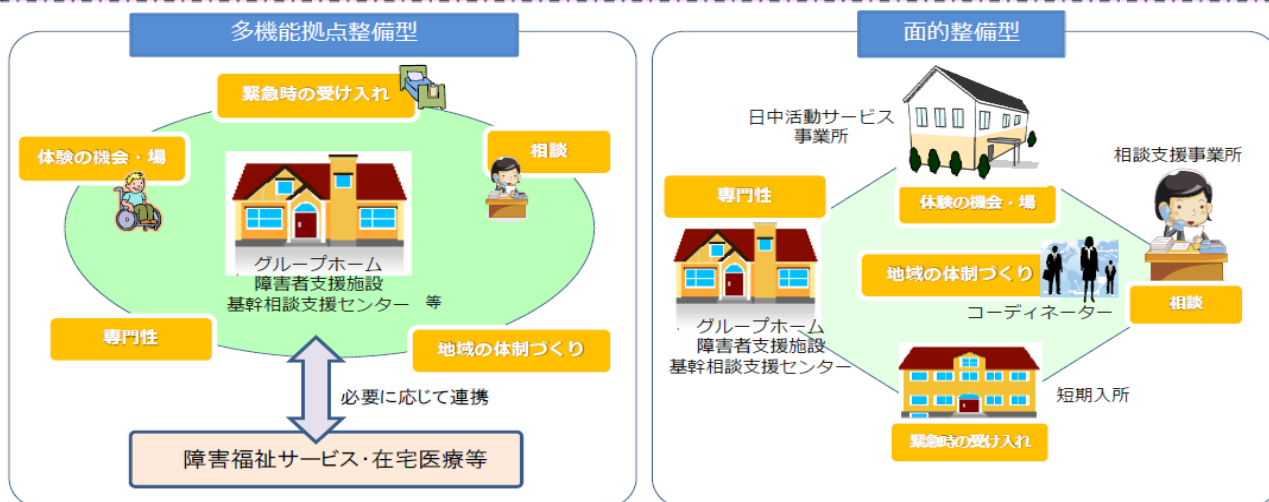 多機能拠点整備型
緊急時の受け入れ
体験の機会・場
相談
グループホーム
障害者支援施設
基幹相談支援センター 等
専門性
地域の体制づくり
必要に応じて連携
障害福祉サービス・在宅医療等
面的整備型
日中活動サービス
事業所
相談支援事業所
専門性
体験の機会・場
地域の体制づくり
コーディネーター
相談
グループホーム
障害者支援施設
基幹相談支援センター
短期入所
緊急時の受け入れ